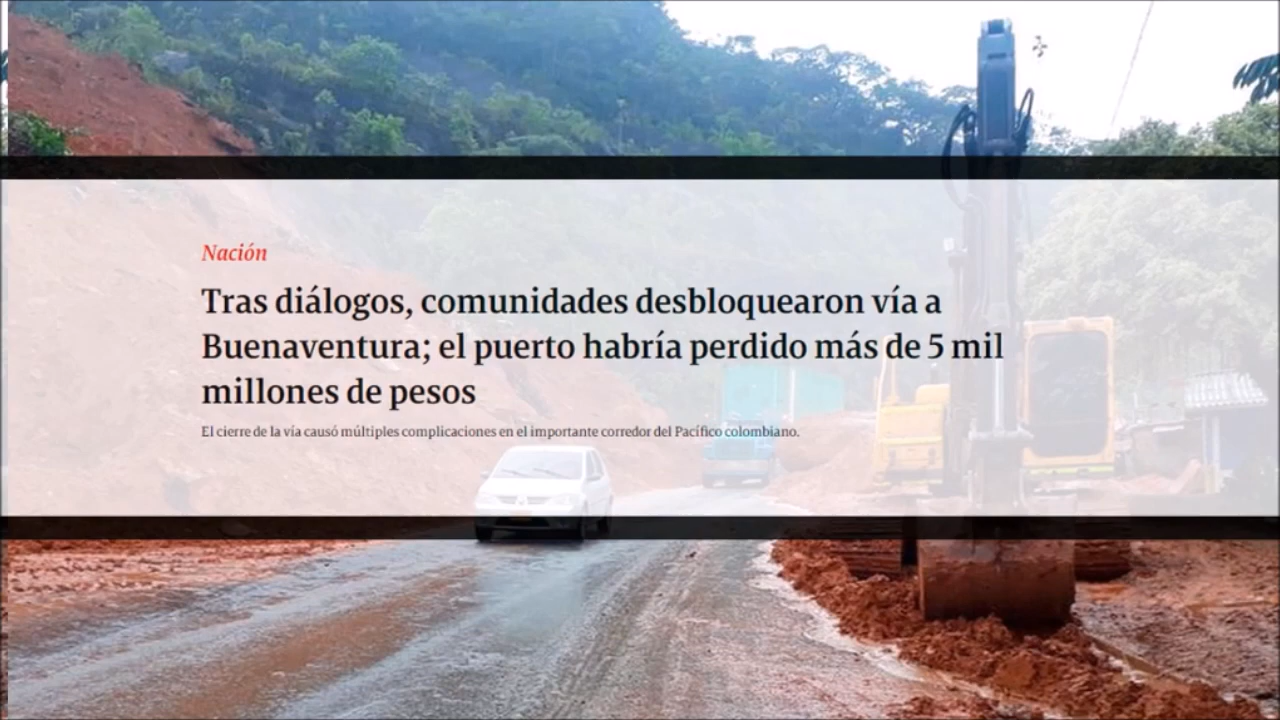 Nación
Tras diálogos, comunidades desbloquearon vía a
Buenaventura; el puerto habría perdido más de 5 mil
millones de pesos
El cierre de la vía causó múltiples complicaciones en el importante corredor del Pacífico colombiano.